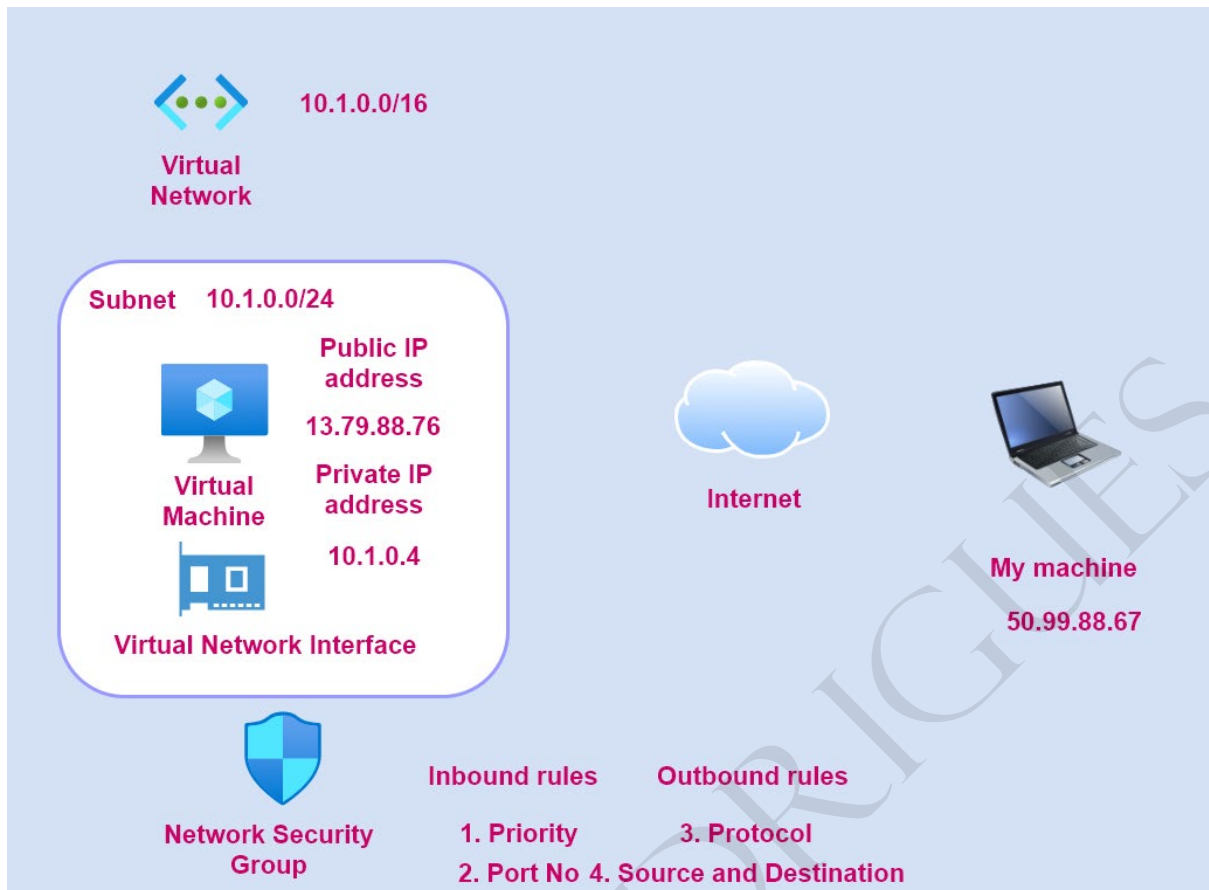 10.1.0.0/16
Virtual
Network
Subnet 10.1.0.0/24
Public IP
address
13.79.88.76
Private IP
address
10.1.0.4
Virtual
Machine
Virtual Network Interface
Internet
My machine
50.99.88.67
Network Security
Group
Inbound rules
Outbound rules
1. Priority
2. Port No
3. Protocol
4. Source and Destination